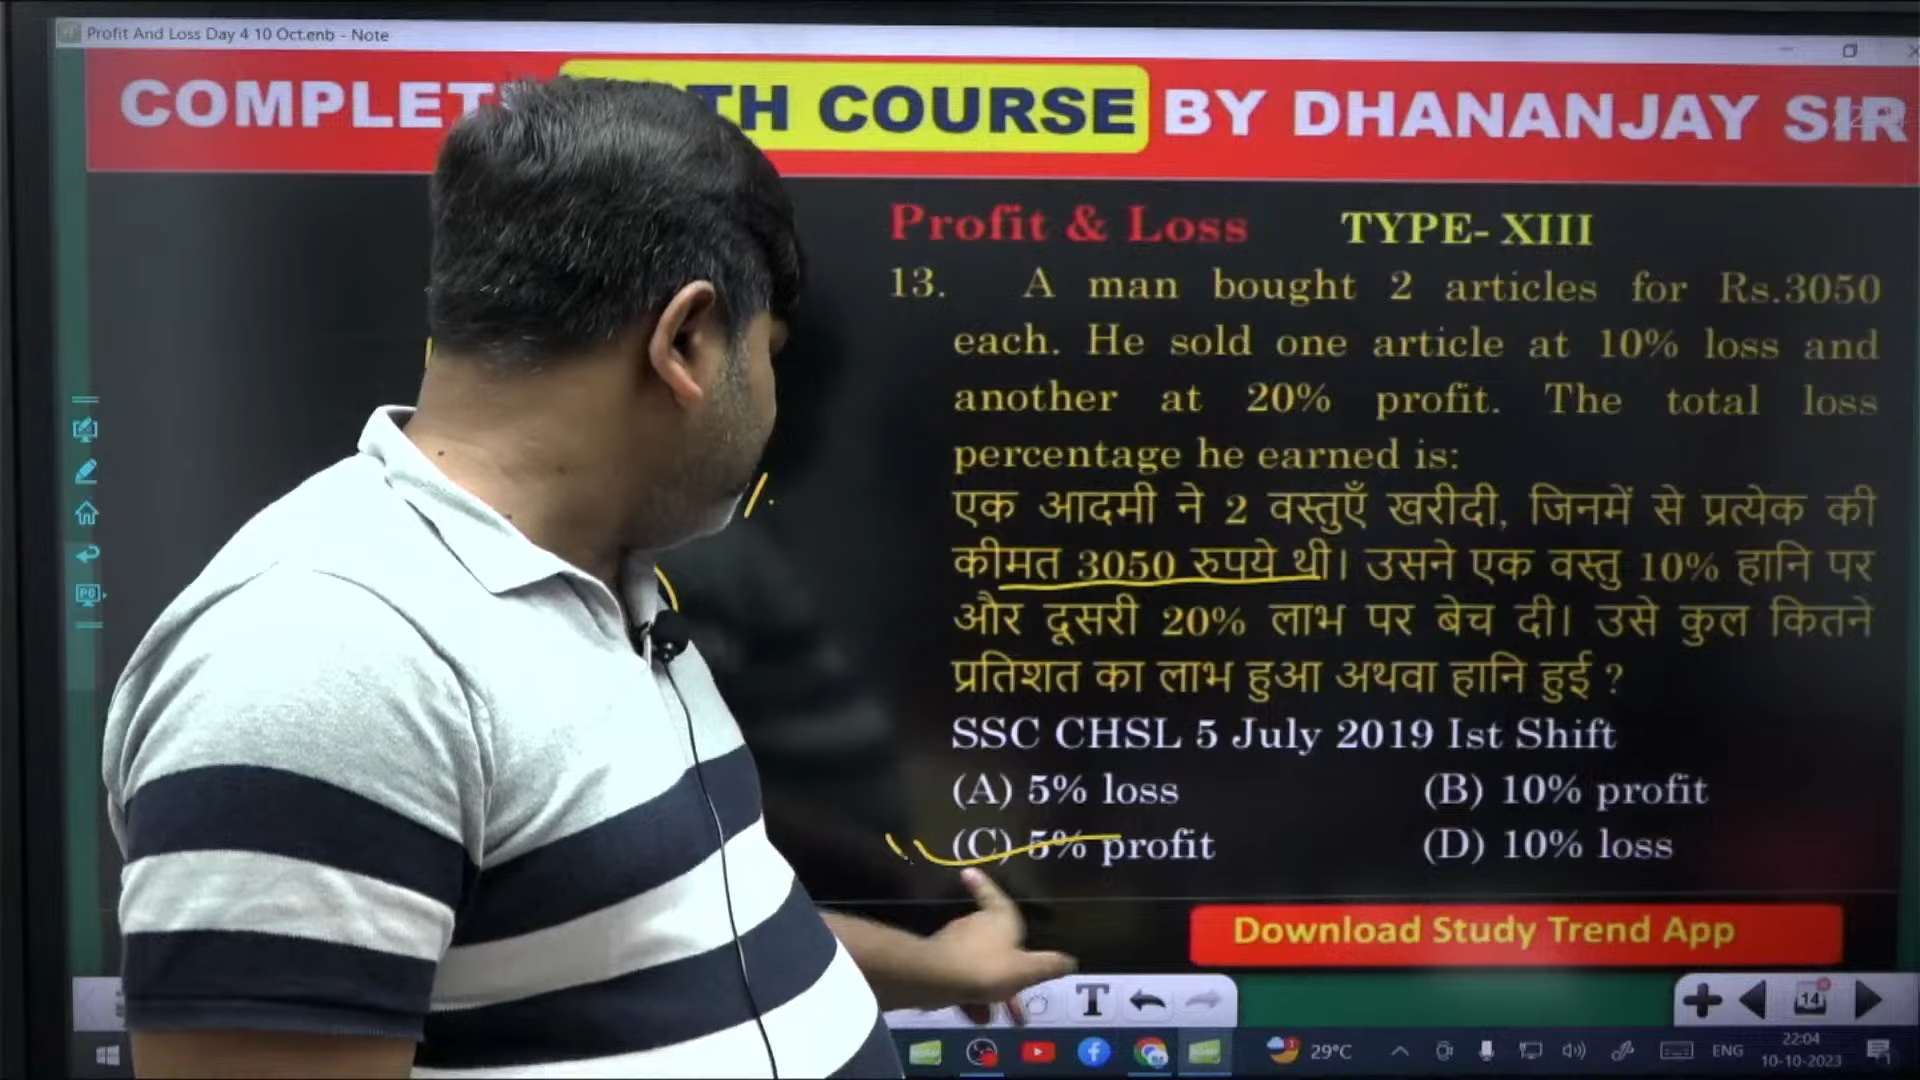 Profit And Loss Day 4 10 Oct.enb - Note
COMPLET TH COURSE BY DHANANJAY SIR
Profit & Loss TYPE- XIII
13. A man bought 2 articles for Rs.3050
each. He sold one article at 10% loss and
another at 20% profit. The total loss
percentage he earned is:
एक आदमी ने 2 वस्तुएँ खरीदी, जिनमें से प्रत्येक की
कीमत 3050 रुपये थी। उसने एक वस्तु 10% हानि पर
और दूसरी 20% लाभ पर बेच दी। उसे कुल कितने
प्रतिशत का लाभ हुआ अथवा हानि हुई ?
SSC CHSL 5 July 2019 Ist Shift
(A) 5% loss (B) 10% profit
(C) 5% profit (D) 10% loss
Download Study Trend App
T 14
29°C ENG 22:04
10-10-2023